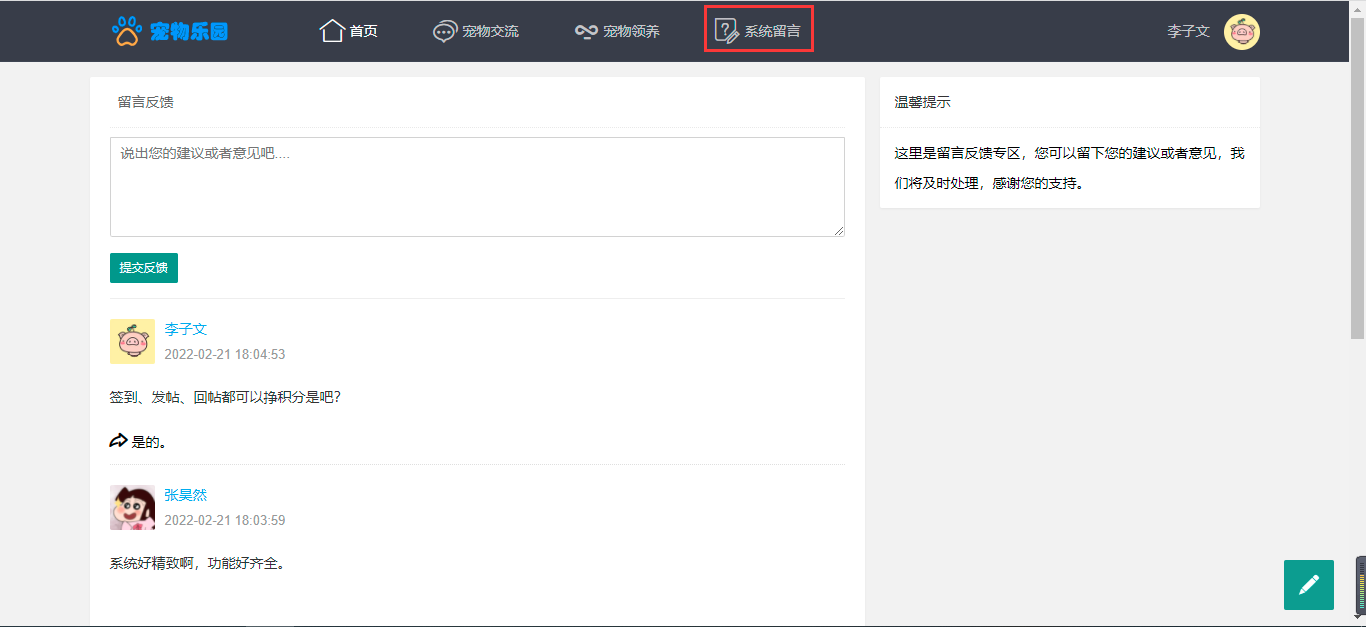 宠物乐园 首页 宠物交流 宠物领养 系统留言 李子文
留言反馈
说出您的建议或者意见吧....
提交反馈
李子文
2022-02-21 18:04:53
签到、发帖、回帖都可以挣积分是吧？
是的。
张昊然
2022-02-21 18:03:59
系统好精致啊，功能好齐全。
温馨提示
这里是留言反馈专区，您可以留下您的建议或者意见，我
们将及时处理，感谢您的支持。